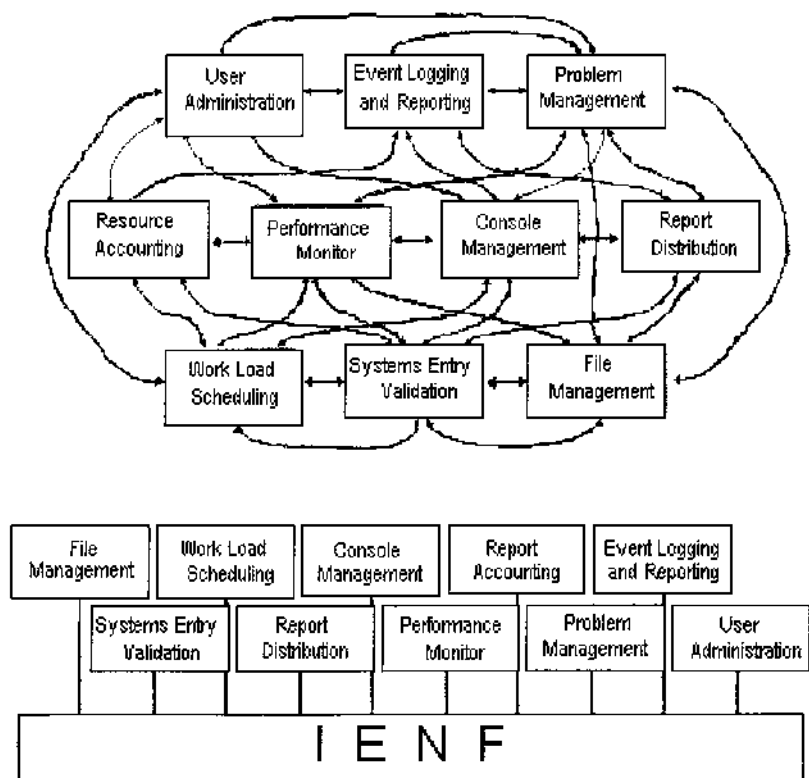 User
Administration
Event Logging
and Reporting
Problem
Management
Resource
Accounting
Performance
Monitor
Console
Management
Report
Distribution
Work Load
Scheduling
Systems Entry
Validation
File
Management
File
Management
Work Load
Scheduling
Console
Management
Report
Accounting
Event Logging
and Reporting
Systems Entry
Validation
Report
Distribution
Performance
Monitor
Problem
Management
User
Administration
I E N F